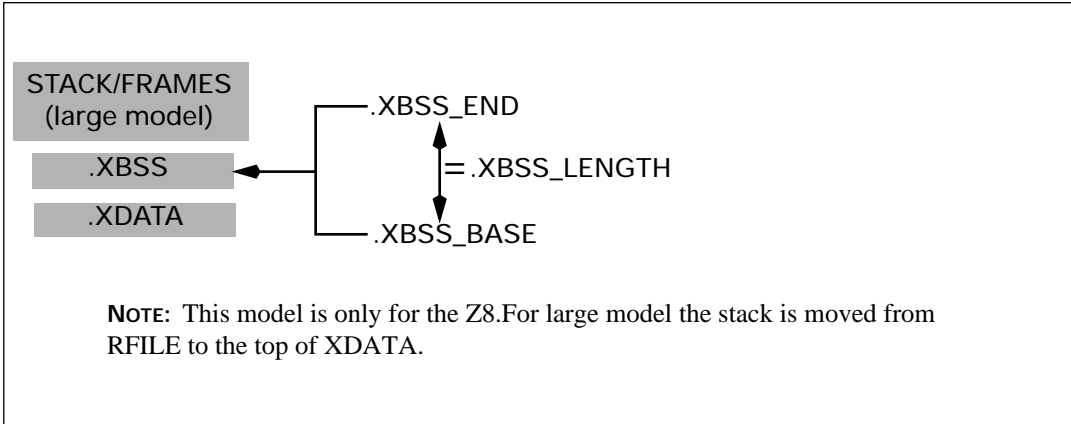 STACK/FRAMES
(large model)
.XBSS
.XDATA
.XBSS_END
= .XBSS_LENGTH
.XBSS_BASE
NOTE: This model is only for the Z8.For large model the stack is moved from
RFILE to the top of XDATA.